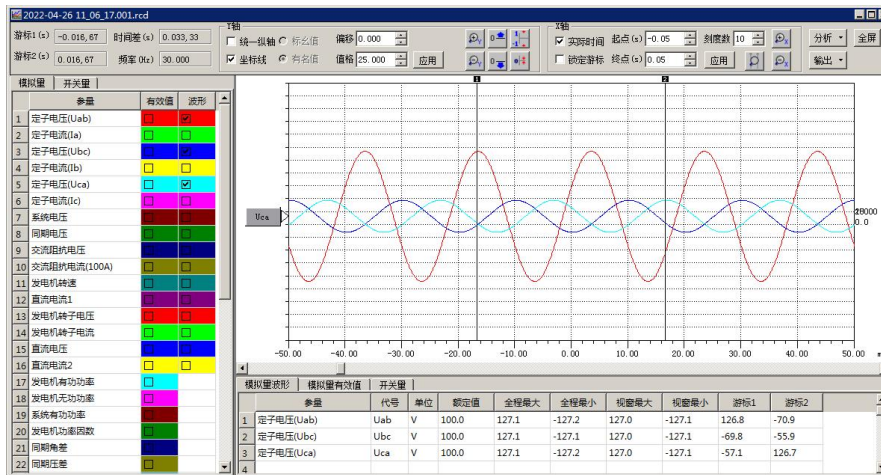 2022-04-26 11_06_17.001.rcd
游标1(s) -0.016,67 时间差(s) 0.033,33
游标2(s) 0.016,67 频率(Hz) 30.000
Y轴
统一纵轴 标幺值 偏移 0.000
坐标线 有名值 值格 25.000 应用
X轴
实际时间 起点(s) -0.05 刻度数 10
锁定游标 终点(s) 0.05 应用
分析 全屏
输出
模拟量 开关量
参量 有效值 波形
1 定子电压(Uab)
2 定子电流(Ia)
3 定子电压(Ubc)
4 定子电流(Ib)
5 定子电压(Uca)
6 定子电流(Ic)
7 系统电压
8 同期电压
9 交流阻抗电压
10 交流阻抗电流(100A)
11 发电机转速
12 直流电流1
13 发电机转子电压
14 发电机转子电流
15 直流电压
16 直流电流2
17 发电机有功功率
18 发电机无功功率
19 系统有功功率
20 发电机功率因数
21 同期角差
22 同期压差
1 2
Uca
0.0
-50.00 -40.00 -30.00 -20.00 -10.00 0.00 10.00 20.00 30.00 40.00 50.00
模拟量波形 模拟量有效值 开关量
参量 代号 单位 额定值 全程最大 全程最小 视窗最大 视窗最小 游标1 游标2
1 定子电压(Uab) Uab V 100.0 127.1 -127.2 127.0 -127.1 126.8 -70.9
2 定子电压(Ubc) Ubc V 100.0 127.1 -127.1 127.0 -127.1 -69.8 -55.9
3 定子电压(Uca) Uca V 100.0 127.1 -127.1 127.0 -127.1 -57.1 126.7
4